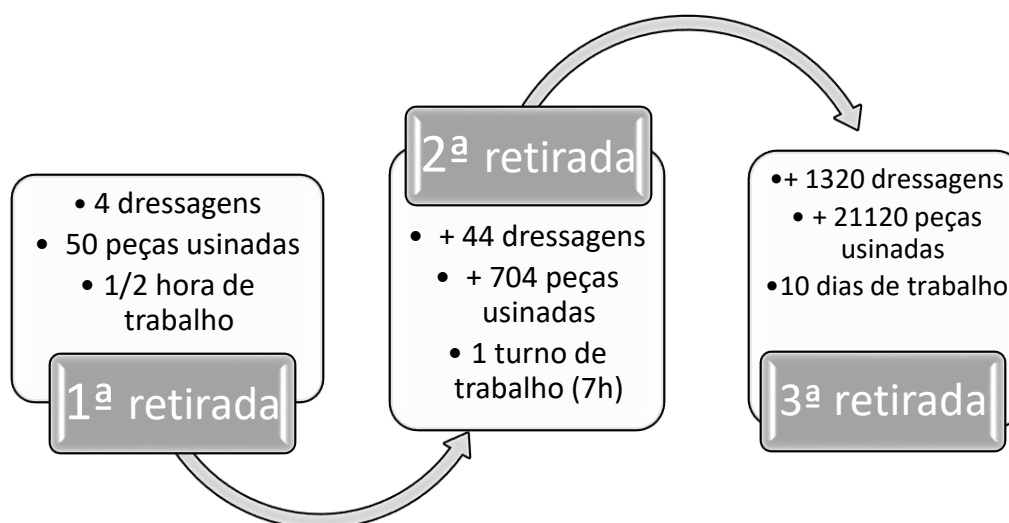 • 4 dressagens
• 50 peças usinadas
• 1/2 hora de
trabalho
1ª retirada
2ª retirada
• + 44 dressagens
• + 704 peças
usinadas
• 1 turno de
trabalho (7h)
•+ 1320 dressagens
• + 21120 peças
usinadas
•10 dias de trabalho
3ª retirada